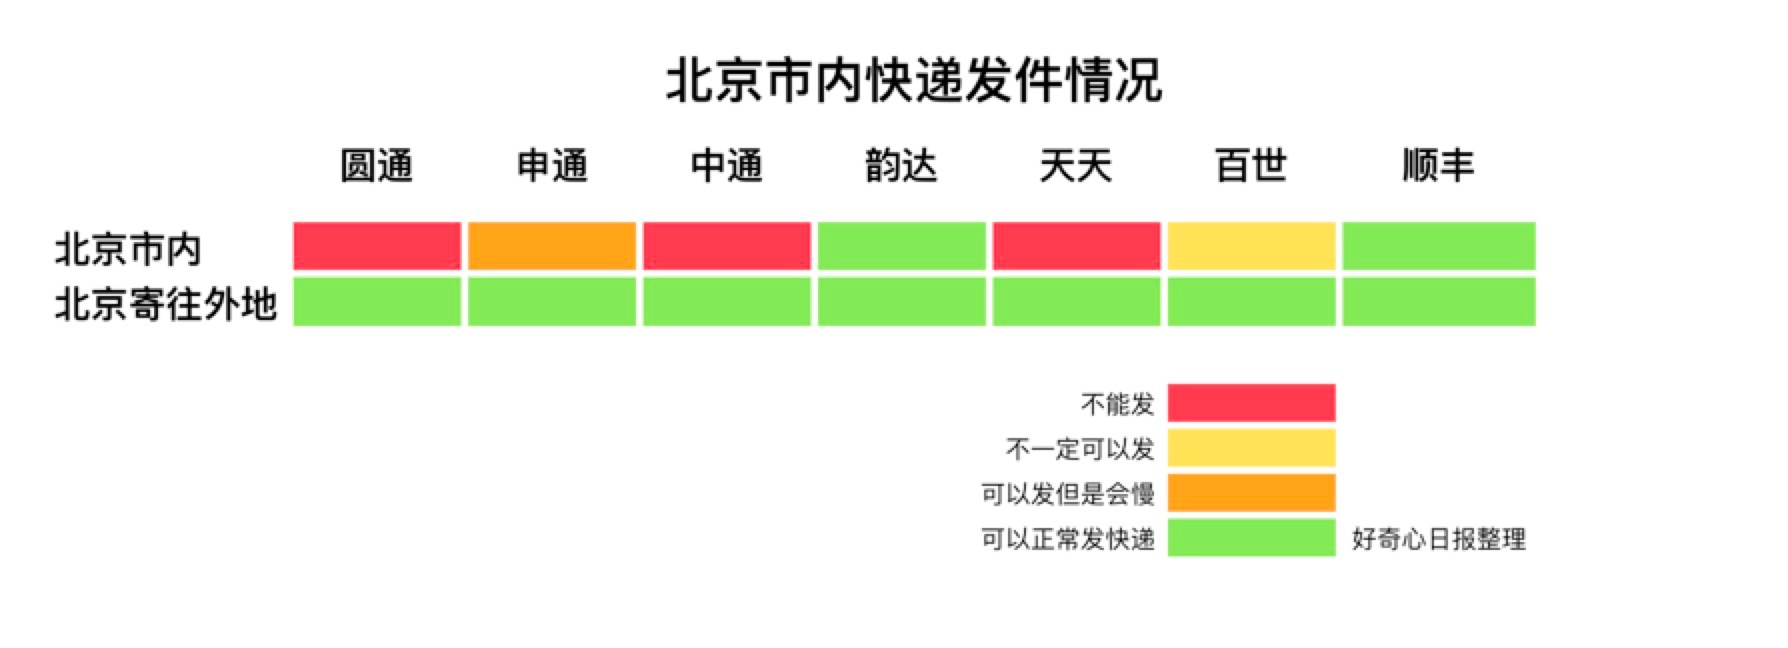 北京市内快递发件情况
圆通 申通 中通 韵达 天天 百世 顺丰
北京市内
北京寄往外地
不能发
不一定可以发
可以发但是会慢
可以正常发快递 好奇心日报整理